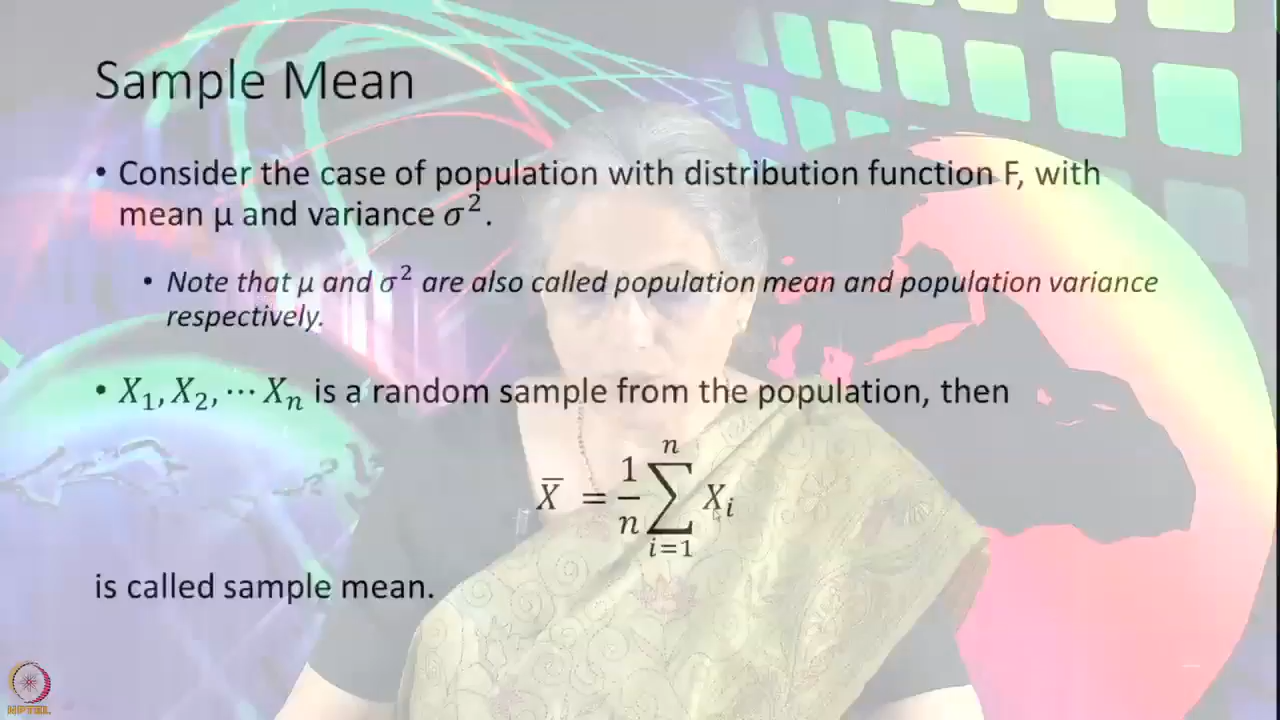 Sample Mean
• Consider the case of population with distribution function F, with
mean μ and variance σ².
• Note that μ and σ² are also called population mean and population variance
respectively.
• X₁, X₂, ⋯ Xₙ is a random sample from the population, then
X̄ = 1/n ∑ᵢ₌₁ⁿ Xᵢ
is called sample mean.
NPTEL